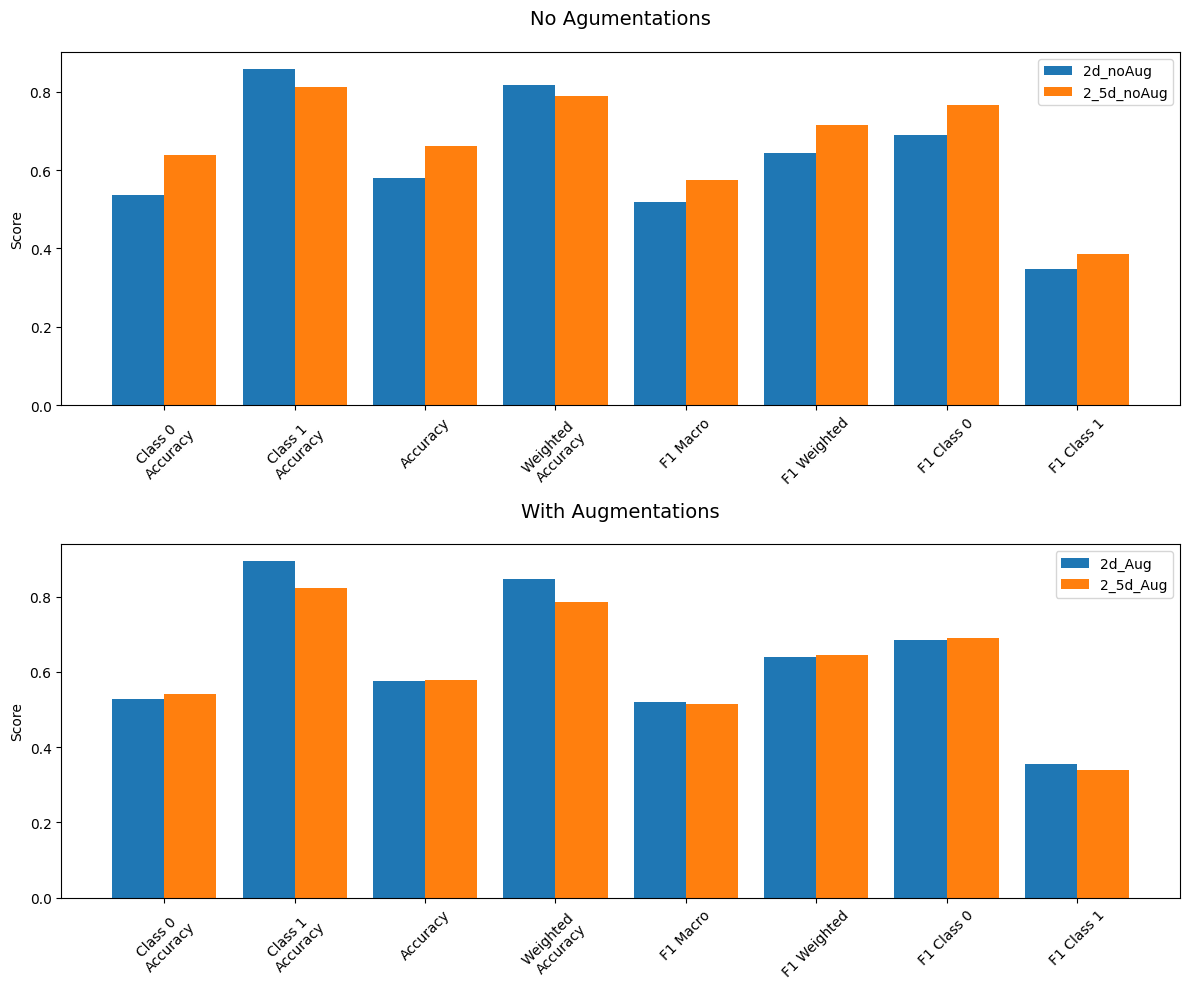 No Agumentations
2d_noAug
2_5d_noAug
Score
0.8
0.6
0.4
0.2
0.0
Class 0
Accuracy
Class 1
Accuracy
Accuracy
Weighted
Accuracy
F1 Macro
F1 Weighted
F1 Class 0
F1 Class 1
With Augmentations
2d_Aug
2_5d_Aug
Score
0.8
0.6
0.4
0.2
0.0
Class 0
Accuracy
Class 1
Accuracy
Accuracy
Weighted
Accuracy
F1 Macro
F1 Weighted
F1 Class 0
F1 Class 1